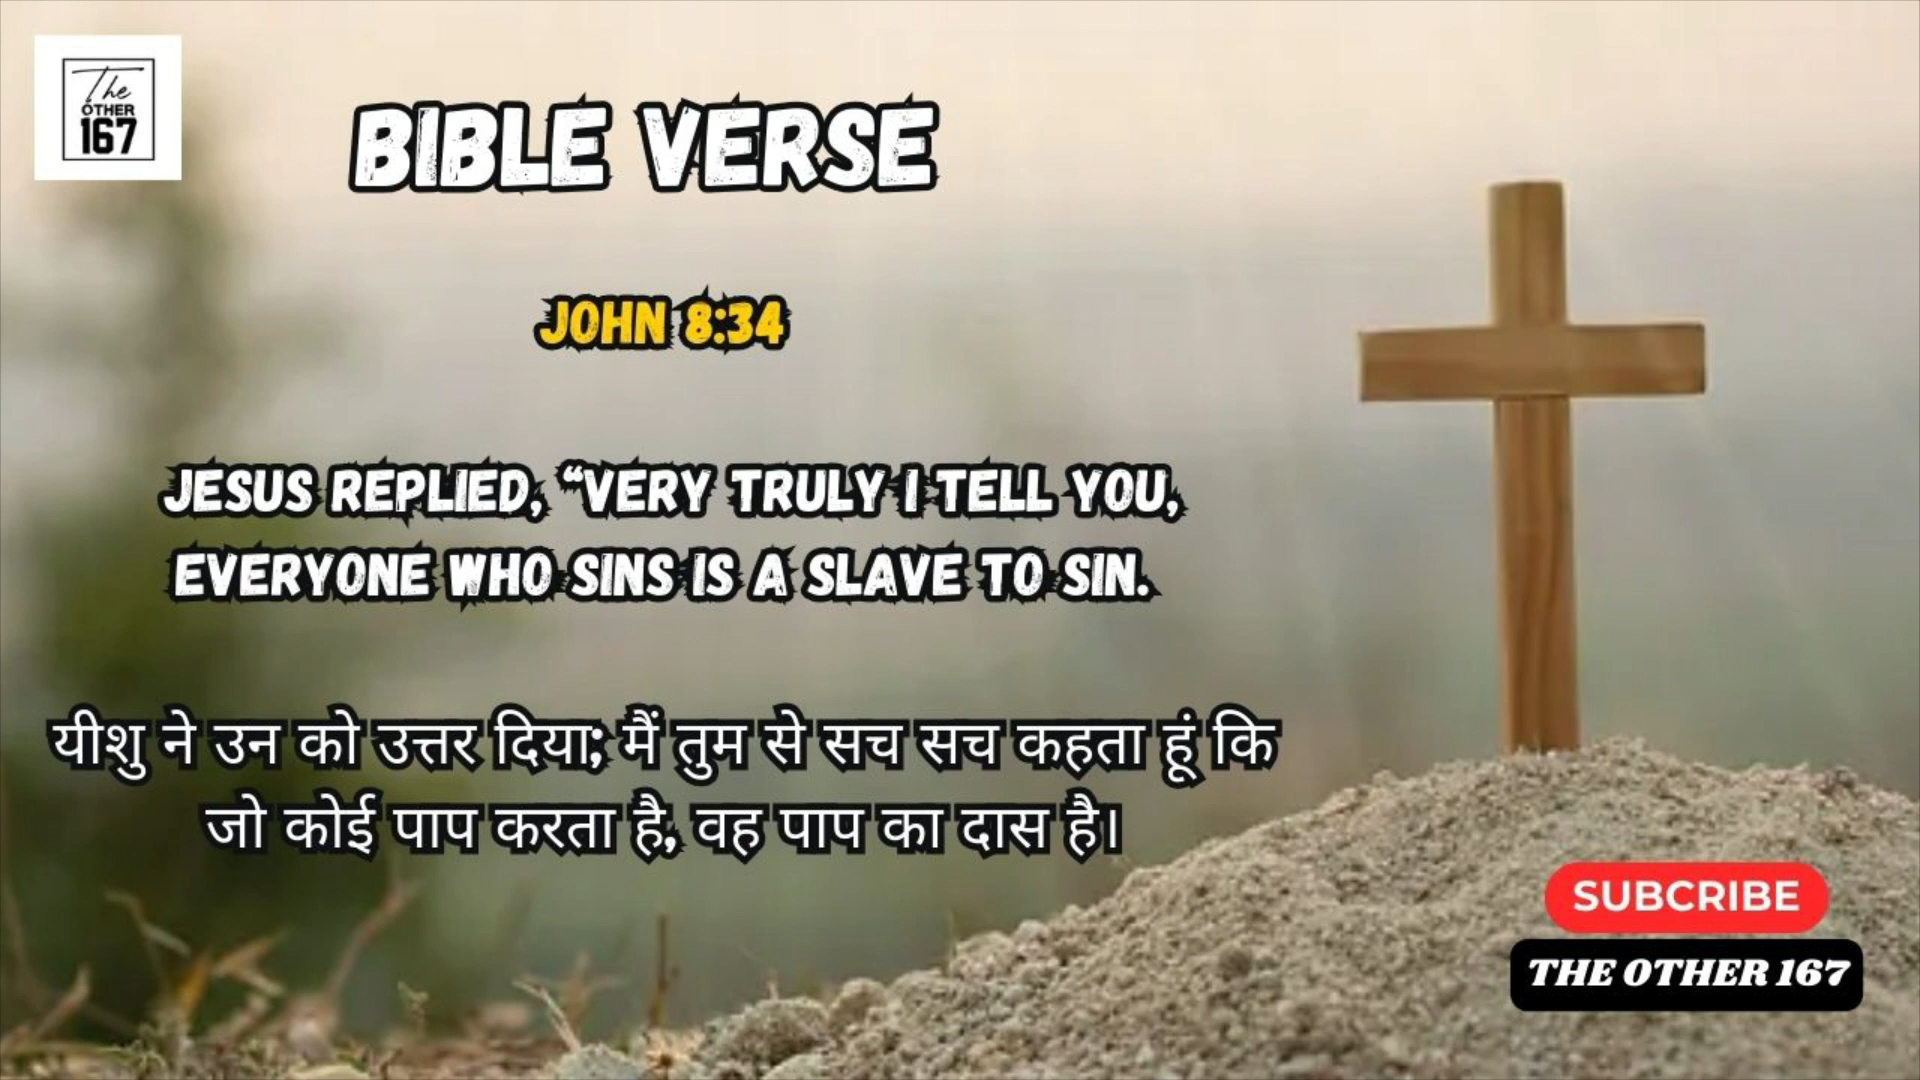 The
OTHER
167
BIBLE VERSE
JOHN 8:34
JESUS REPLIED, “VERY TRULY I TELL YOU,
EVERYONE WHO SINS IS A SLAVE TO SIN.
यीशु ने उन को उत्तर दिया; मैं तुम से सच सच कहता हूं कि
जो कोई पाप करता है, वह पाप का दास है।
SUBCRIBE
THE OTHER 167